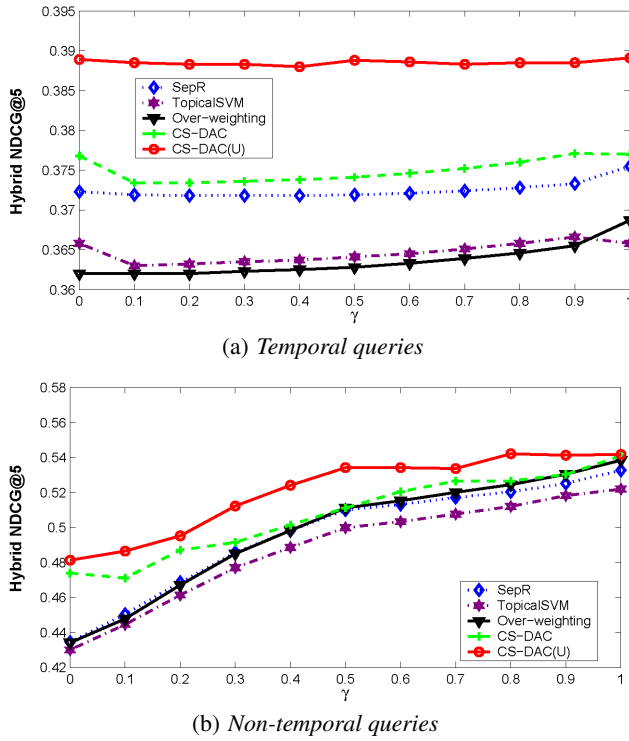 0.395
0.39
0.385
0.38
0.375
0.37
0.365
0.36
Hybrid NDCG@5
SepR
TopicalSVM
Over-weighting
CS-DAC
CS-DAC(U)
0 0.1 0.2 0.3 0.4 0.5 0.6 0.7 0.8 0.9 1
γ
(a) Temporal queries
0.58
0.56
0.54
0.52
0.5
0.48
0.46
0.44
0.42
Hybrid NDCG@5
SepR
TopicalSVM
Over-weighting
CS-DAC
CS-DAC(U)
0 0.1 0.2 0.3 0.4 0.5 0.6 0.7 0.8 0.9 1
γ
(b) Non-temporal queries